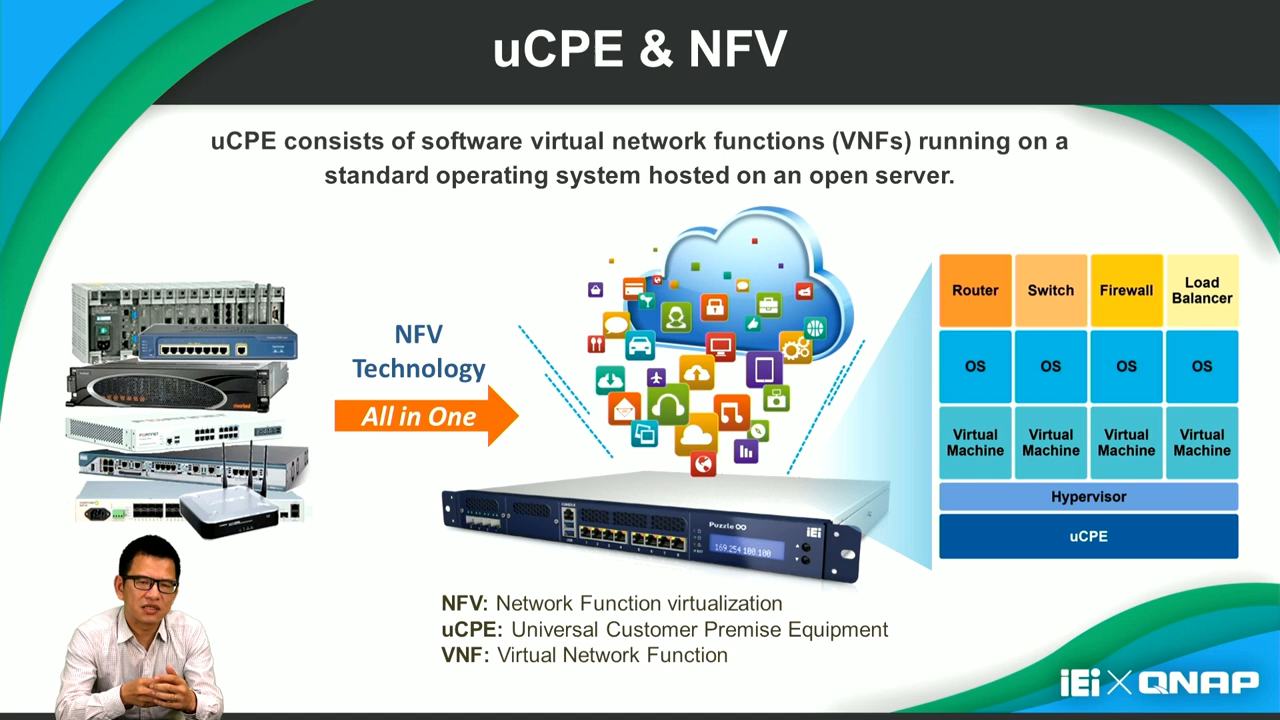 uCPE & NFV
uCPE consists of software virtual network functions (VNFs) running on a
standard operating system hosted on an open server.
NFV
Technology
All in One
Puzzle
iEi
169.254.100.100
Router
Switch
Firewall
Load
Balancer
OS
OS
OS
OS
Virtual
Machine
Virtual
Machine
Virtual
Machine
Virtual
Machine
Hypervisor
uCPE
NFV: Network Function virtualization
uCPE: Universal Customer Premise Equipment
VNF: Virtual Network Function
iEi X QNAP